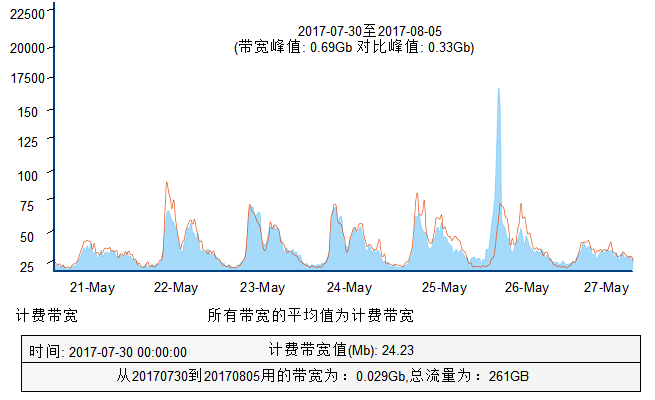 2017-07-30至2017-08-05
(带宽峰值: 0.69Gb 对比峰值: 0.33Gb)
22500
20000
17500
150
125
100
75
50
25
21-May 22-May 23-May 24-May 25-May 26-May 27-May
计费带宽 所有带宽的平均值为计费带宽
时间: 2017-07-30 00:00:00 计费带宽值(Mb): 24.23
从20170730到20170805用的带宽为：0.029Gb,总流量为：261GB